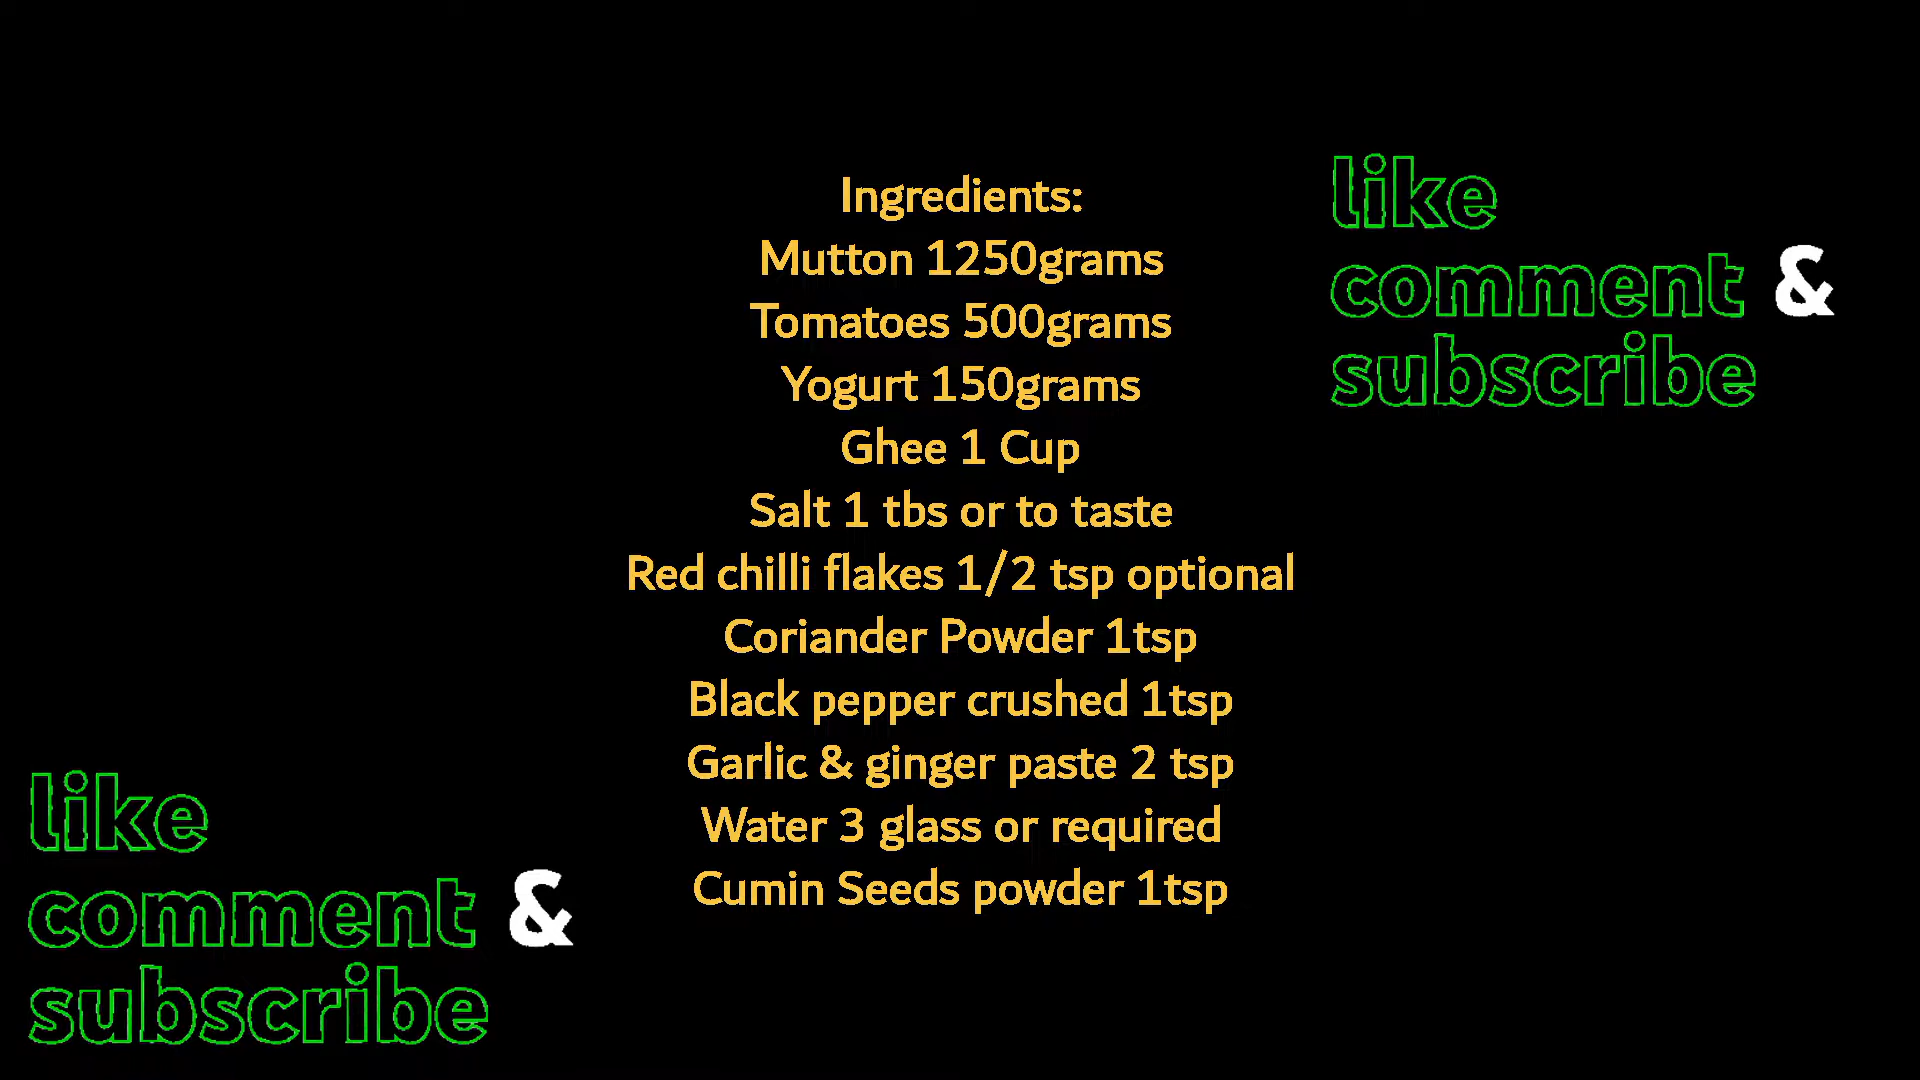 Ingredients:
Mutton 1250grams
Tomatoes 500grams
Yogurt 150grams
Ghee 1 Cup
Salt 1 tbs or to taste
Red chilli flakes 1/2 tsp optional
Coriander Powder 1tsp
Black pepper crushed 1tsp
Garlic & ginger paste 2 tsp
Water 3 glass or required
Cumin Seeds powder 1tsp
like
comment &
subscribe
like
comment &
subscribe